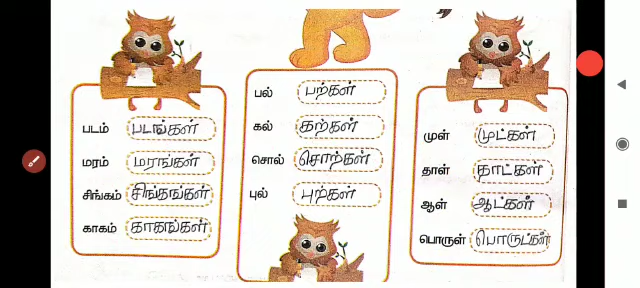 படம் படங்கள்
மரம் மரங்கள்
சிங்கம் சிங்கங்கள்
காகம் காகங்கள்
பல் பற்கள்
கல் கற்கள்
சொல் சொற்கள்
புல் புற்கள்
முள் முட்கள்
தாள் தாட்கள்
ஆள் ஆட்கள்
பொருள் பொருட்கள்